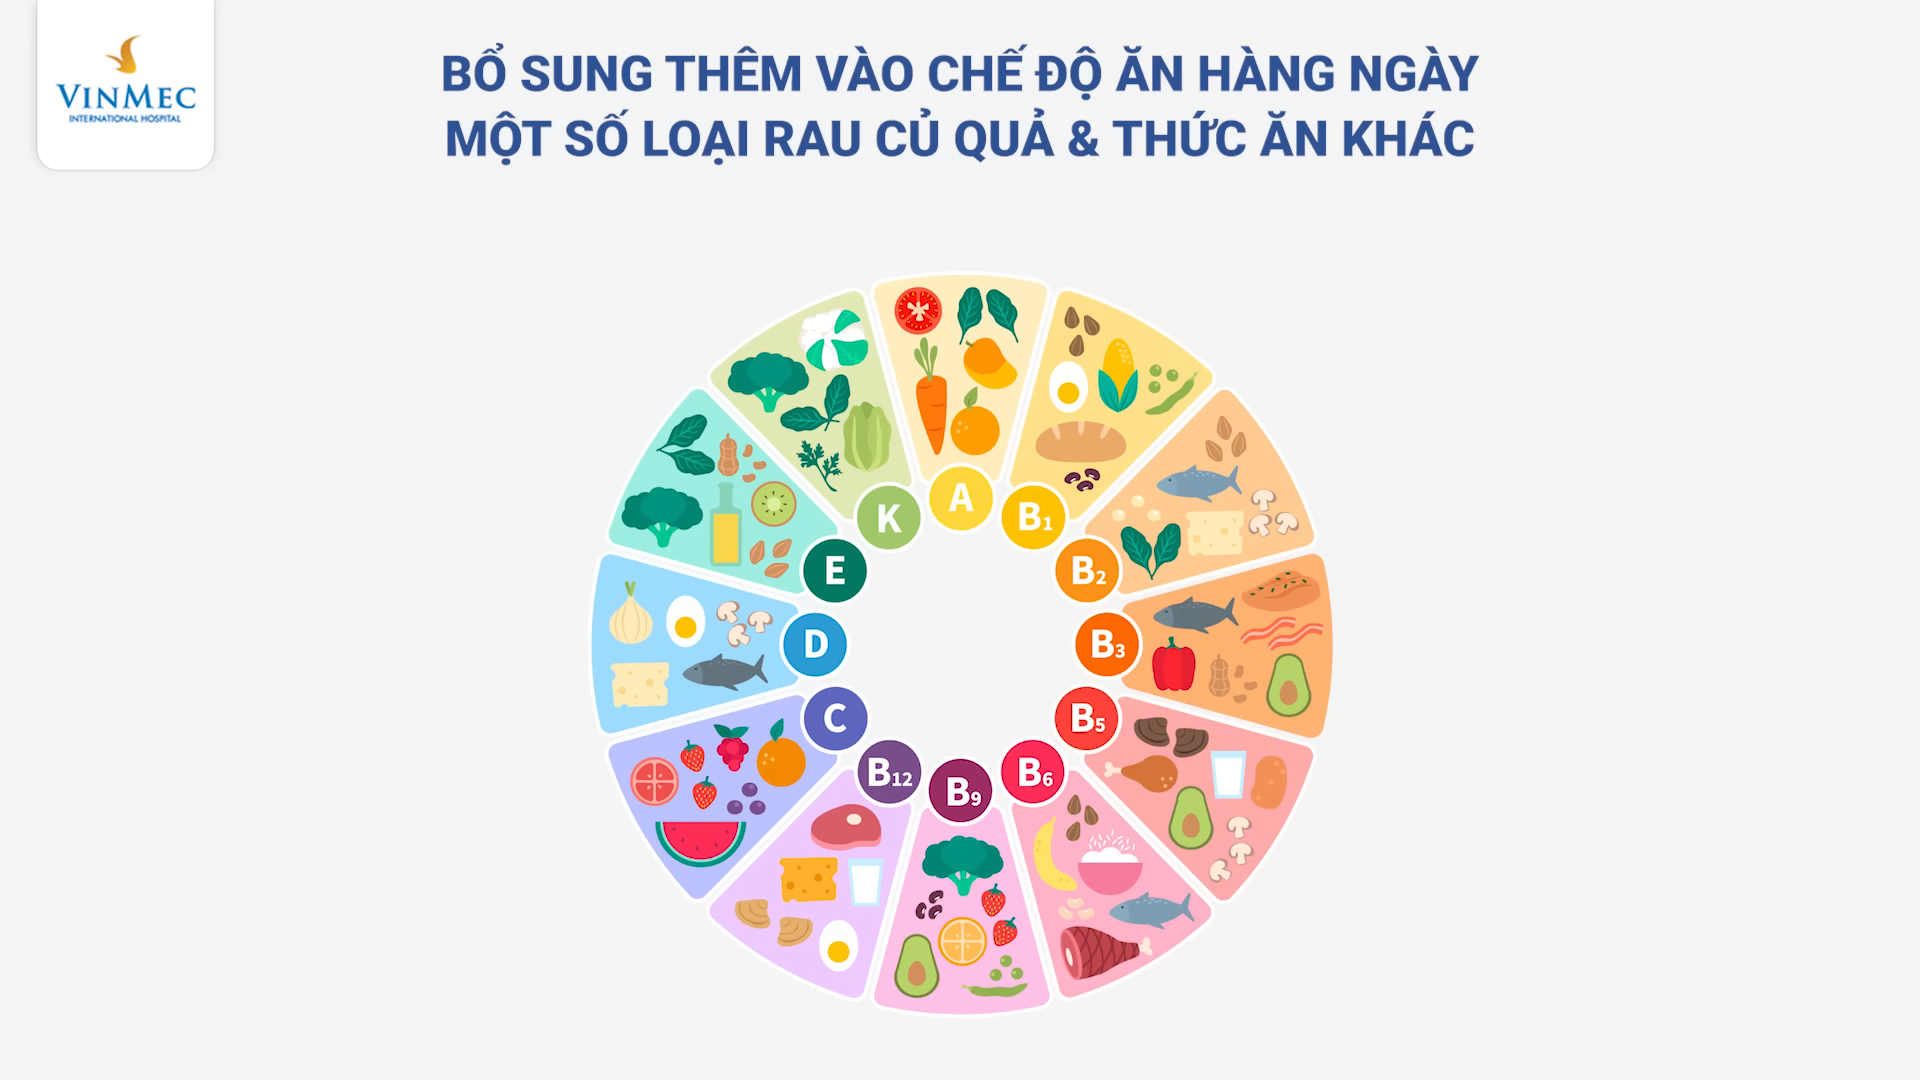 VINMEC
INTERNATIONAL HOSPITAL
BỔ SUNG THÊM VÀO CHẾ ĐỘ ĂN HÀNG NGÀY
MỘT SỐ LOẠI RAU CỦ QUẢ & THỨC ĂN KHÁC
A
B1
B2
B3
B5
B6
B9
B12
C
D
E
K